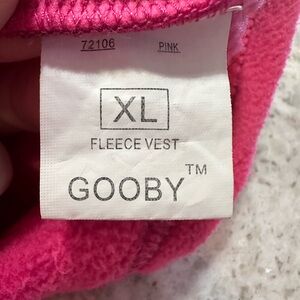 72106 PINK
XL
FLEECE VEST
GOOBY™